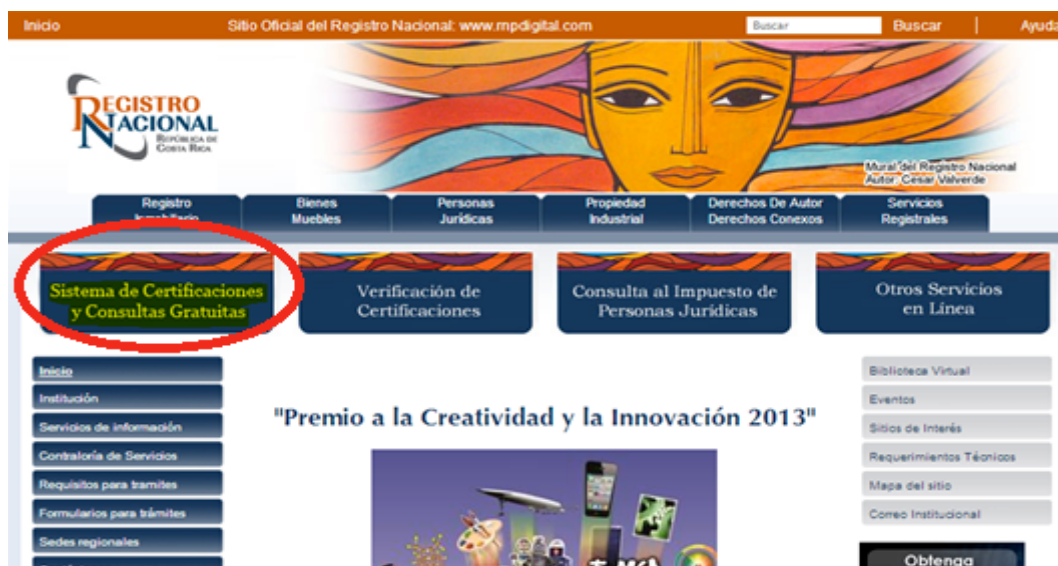 Inicio
Sitio Oficial del Registro Nacional: www.rnpdigital.com
Buscar
Buscar
|
Ayuda
REGISTRO
NACIONAL
REPÚBLICA DE
COSTA RICA
Mural del Registro Nacional
Autor: Cesar Valverde
Registro
Inmobiliario
Bienes
Muebles
Personas
Jurídicas
Propiedad
Industrial
Derechos De Autor
Derechos Conexos
Servicios
Registrales
Sistema de Certificaciones
y Consultas Gratuitas
Verificación de
Certificaciones
Consulta al Impuesto de
Personas Jurídicas
Otros Servicios
en Línea
Inicio
Institución
Servicios de información
Contraloría de Servicios
Requisitos para tramites
Formularios para trámites
Sedes regionales
"Premio a la Creatividad y la Innovación 2013"
Biblioteca Virtual
Eventos
Sitios de Interés
Requerimientos Técnicos
Mapa del sitio
Correo Institucional
Obtenga